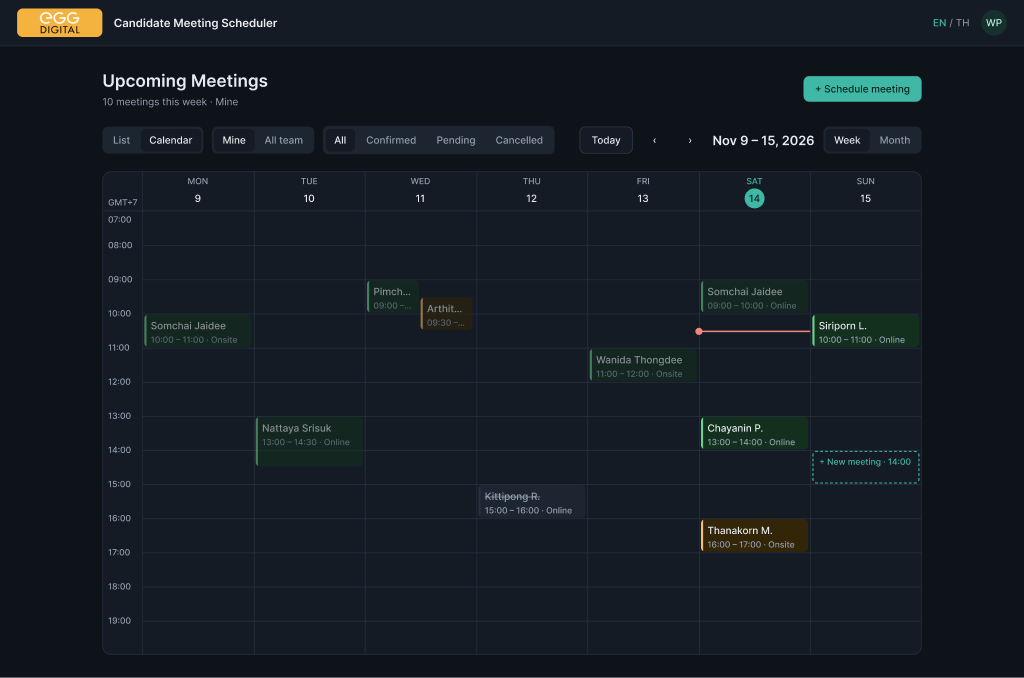 egg DIGITAL
Candidate Meeting Scheduler
EN / TH
WP
Upcoming Meetings
10 meetings this week · Mine
+ Schedule meeting
List Calendar
Mine All team
All Confirmed Pending Cancelled
Today ‹ ›
Nov 9 – 15, 2026
Week Month
GMT+7
MON 9
TUE 10
WED 11
THU 12
FRI 13
SAT 14
SUN 15
07:00
08:00
09:00
10:00
11:00
12:00
13:00
14:00
15:00
16:00
17:00
18:00
19:00
Somchai Jaidee
10:00 – 11:00 · Onsite
Nattaya Srisuk
13:00 – 14:30 · Online
Pimch...
09:00 –...
Arthit...
09:30 –...
Kittipong R.
15:00 – 16:00 · Online
Wanida Thongdee
11:00 – 12:00 · Onsite
Somchai Jaidee
09:00 – 10:00 · Online
Chayanin P.
13:00 – 14:00 · Online
Thanakorn M.
16:00 – 17:00 · Onsite
Siriporn L.
10:00 – 11:00 · Online
+ New meeting · 14:00